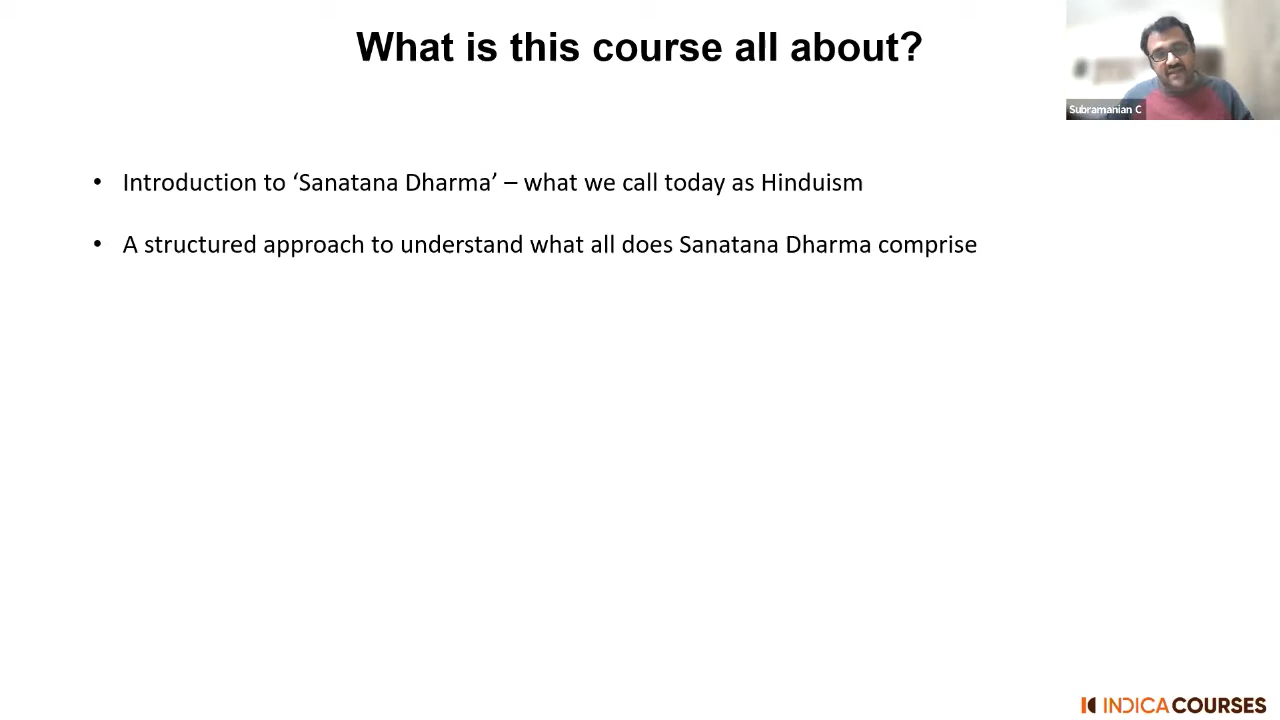 What is this course all about?
Subramanian C
• Introduction to ‘Sanatana Dharma’ – what we call today as Hinduism
• A structured approach to understand what all does Sanatana Dharma comprise
INDICA COURSES